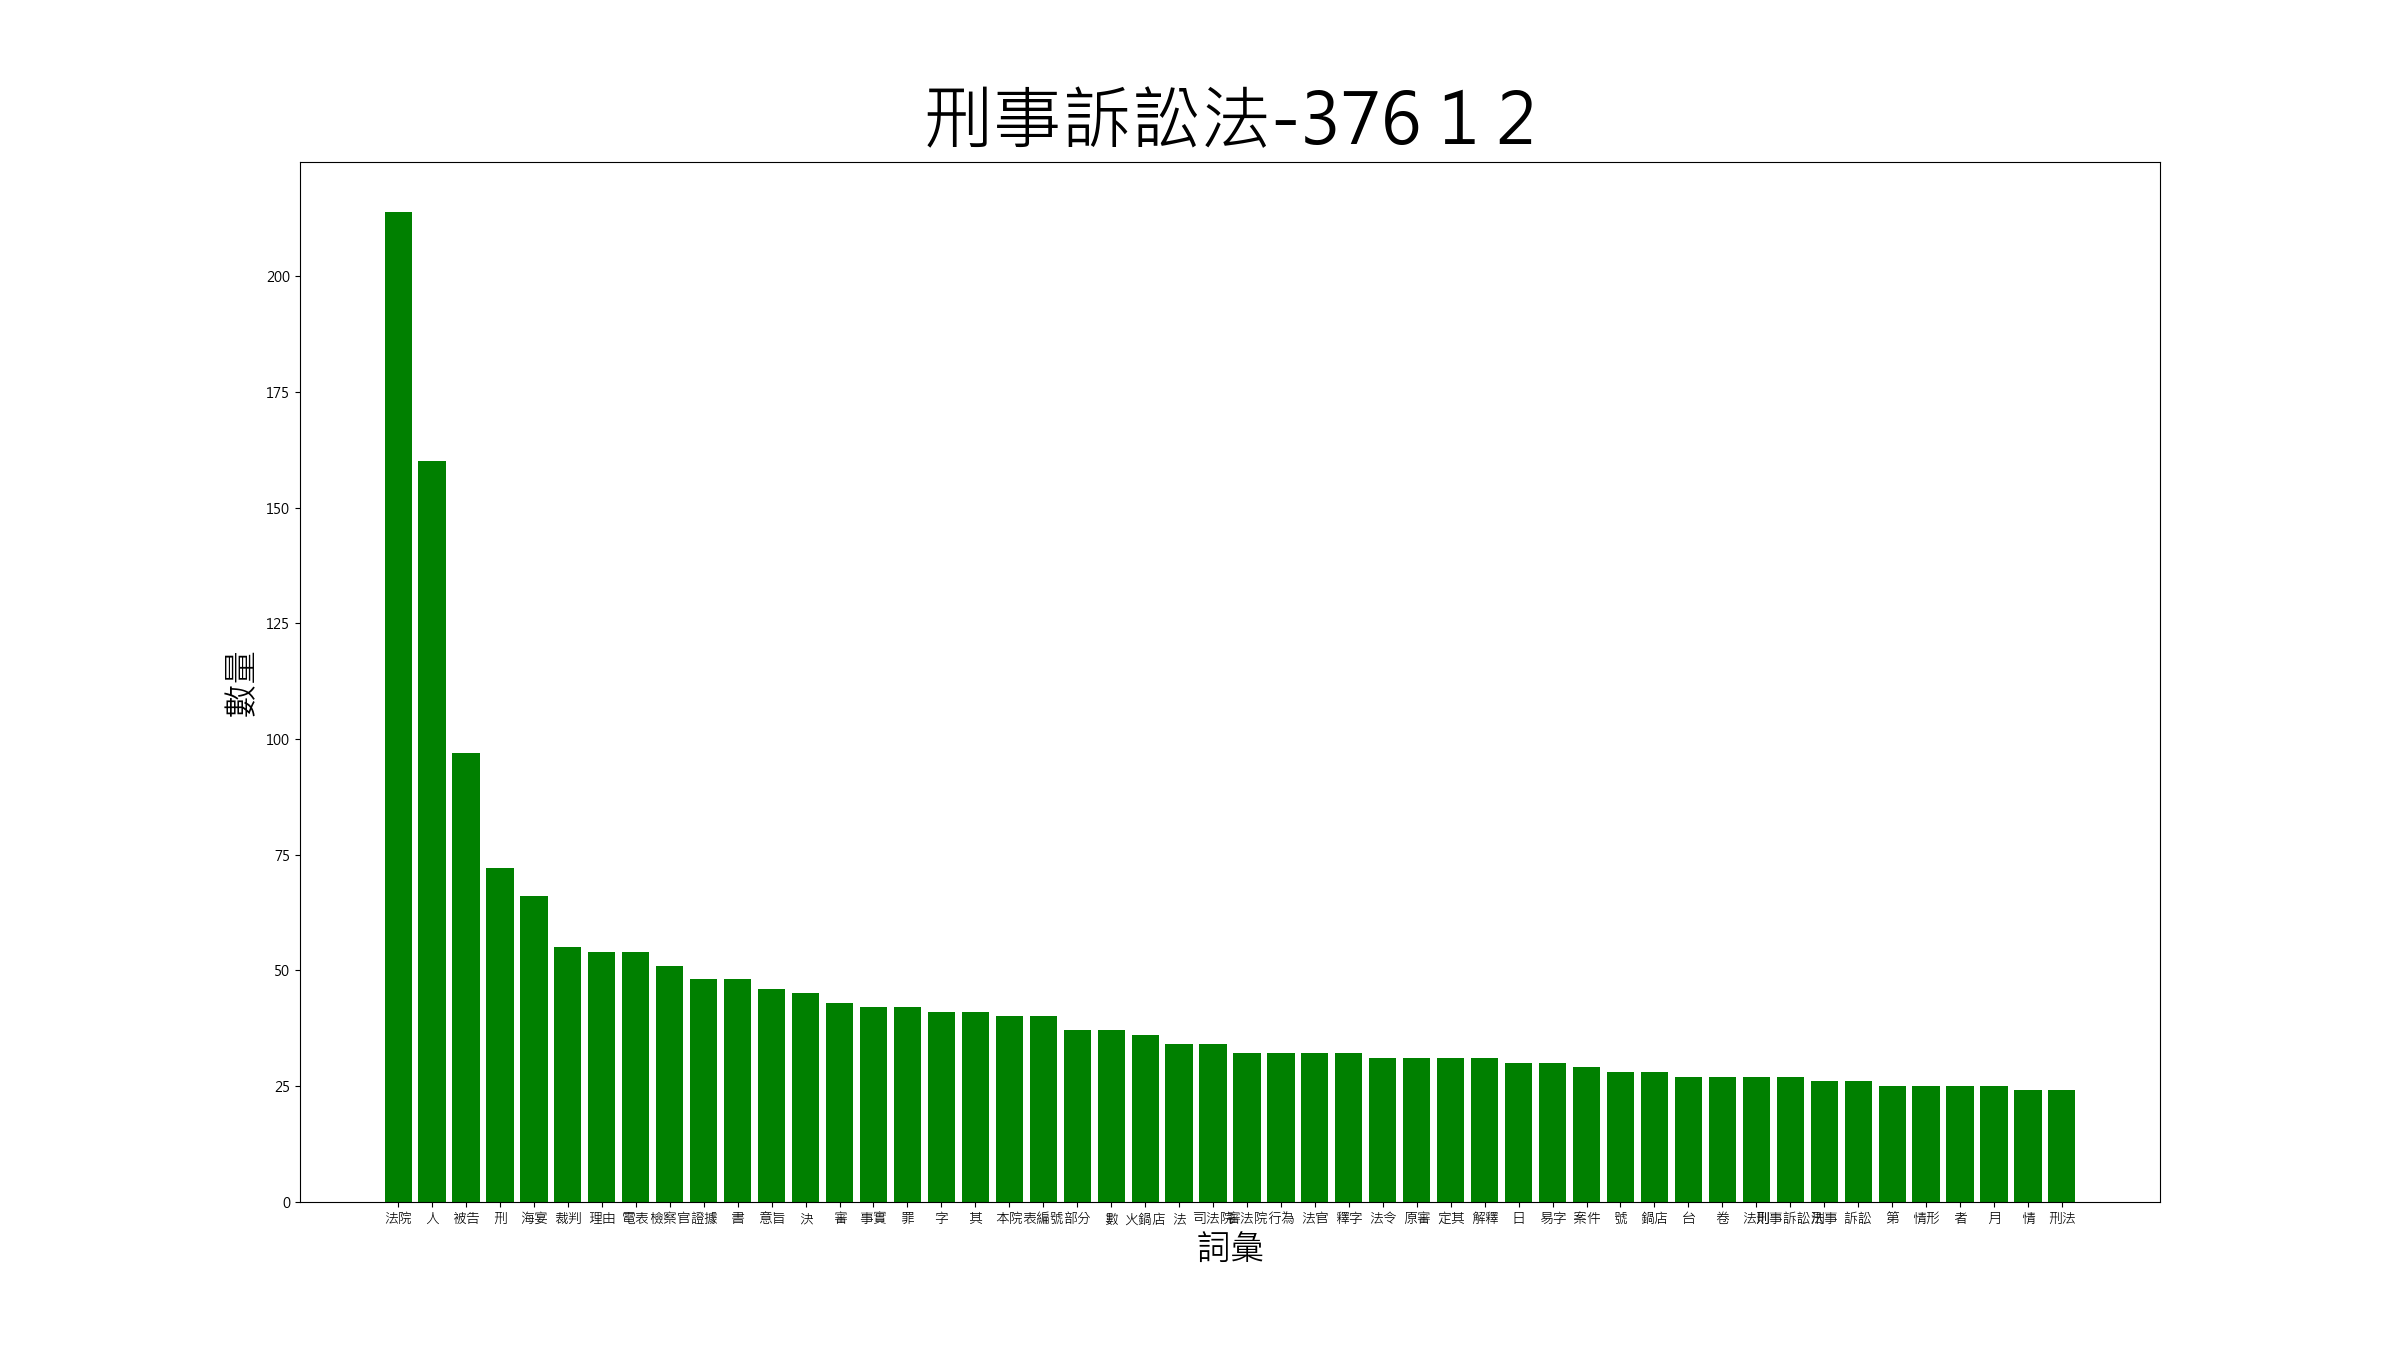 刑事訴訟法-376 1 2
數量
200
175
150
125
100
75
50
25
0
法院 人 被告 刑 海宴 裁判 理由 電表 檢察官 證據 書 意旨 決 審 事實 罪 字 其 本院 表編號 部分 數 火鍋店 法 司法院 審法院 行為 法官 釋字 法令 原審 定其 解釋 日 易字 案件 號 鍋店 台 卷 法則 刑事訴訟法 刑事 訴訟 第 情形 者 月 情 刑法
詞彙